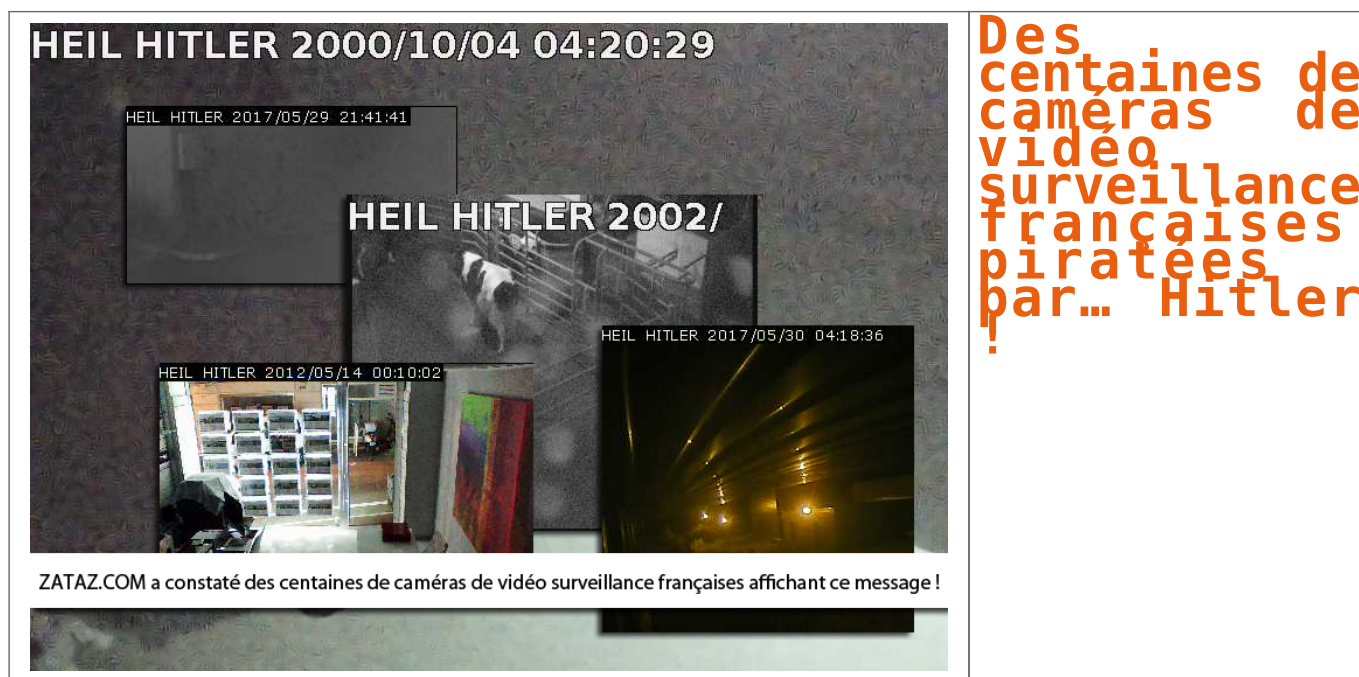 HEIL HITLER 2000/10/04 04:20:29
HEIL HITLER 2017/05/29 21:41:41
HEIL HITLER 2002/
HEIL HITLER 2017/05/30 04:18:36
HEIL HITLER 2012/05/14 00:10:02
ZATAZ.COM a constaté des centaines de caméras de vidéo surveillance françaises affichant ce message !
Des
centaines de
caméras de
vidéo
surveillance
françaises
piratées
par… Hitler
!